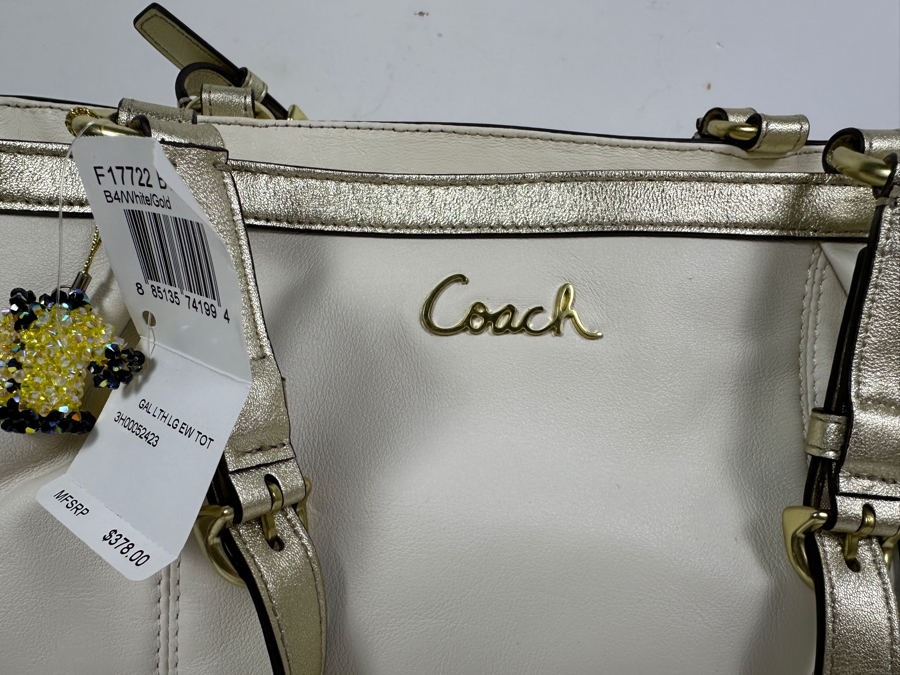 F17722
B4/White/Gold
8 85135 74199 4
GAL LTH LG EW TOT
3H00052423
MFSRP $378.00
Coach